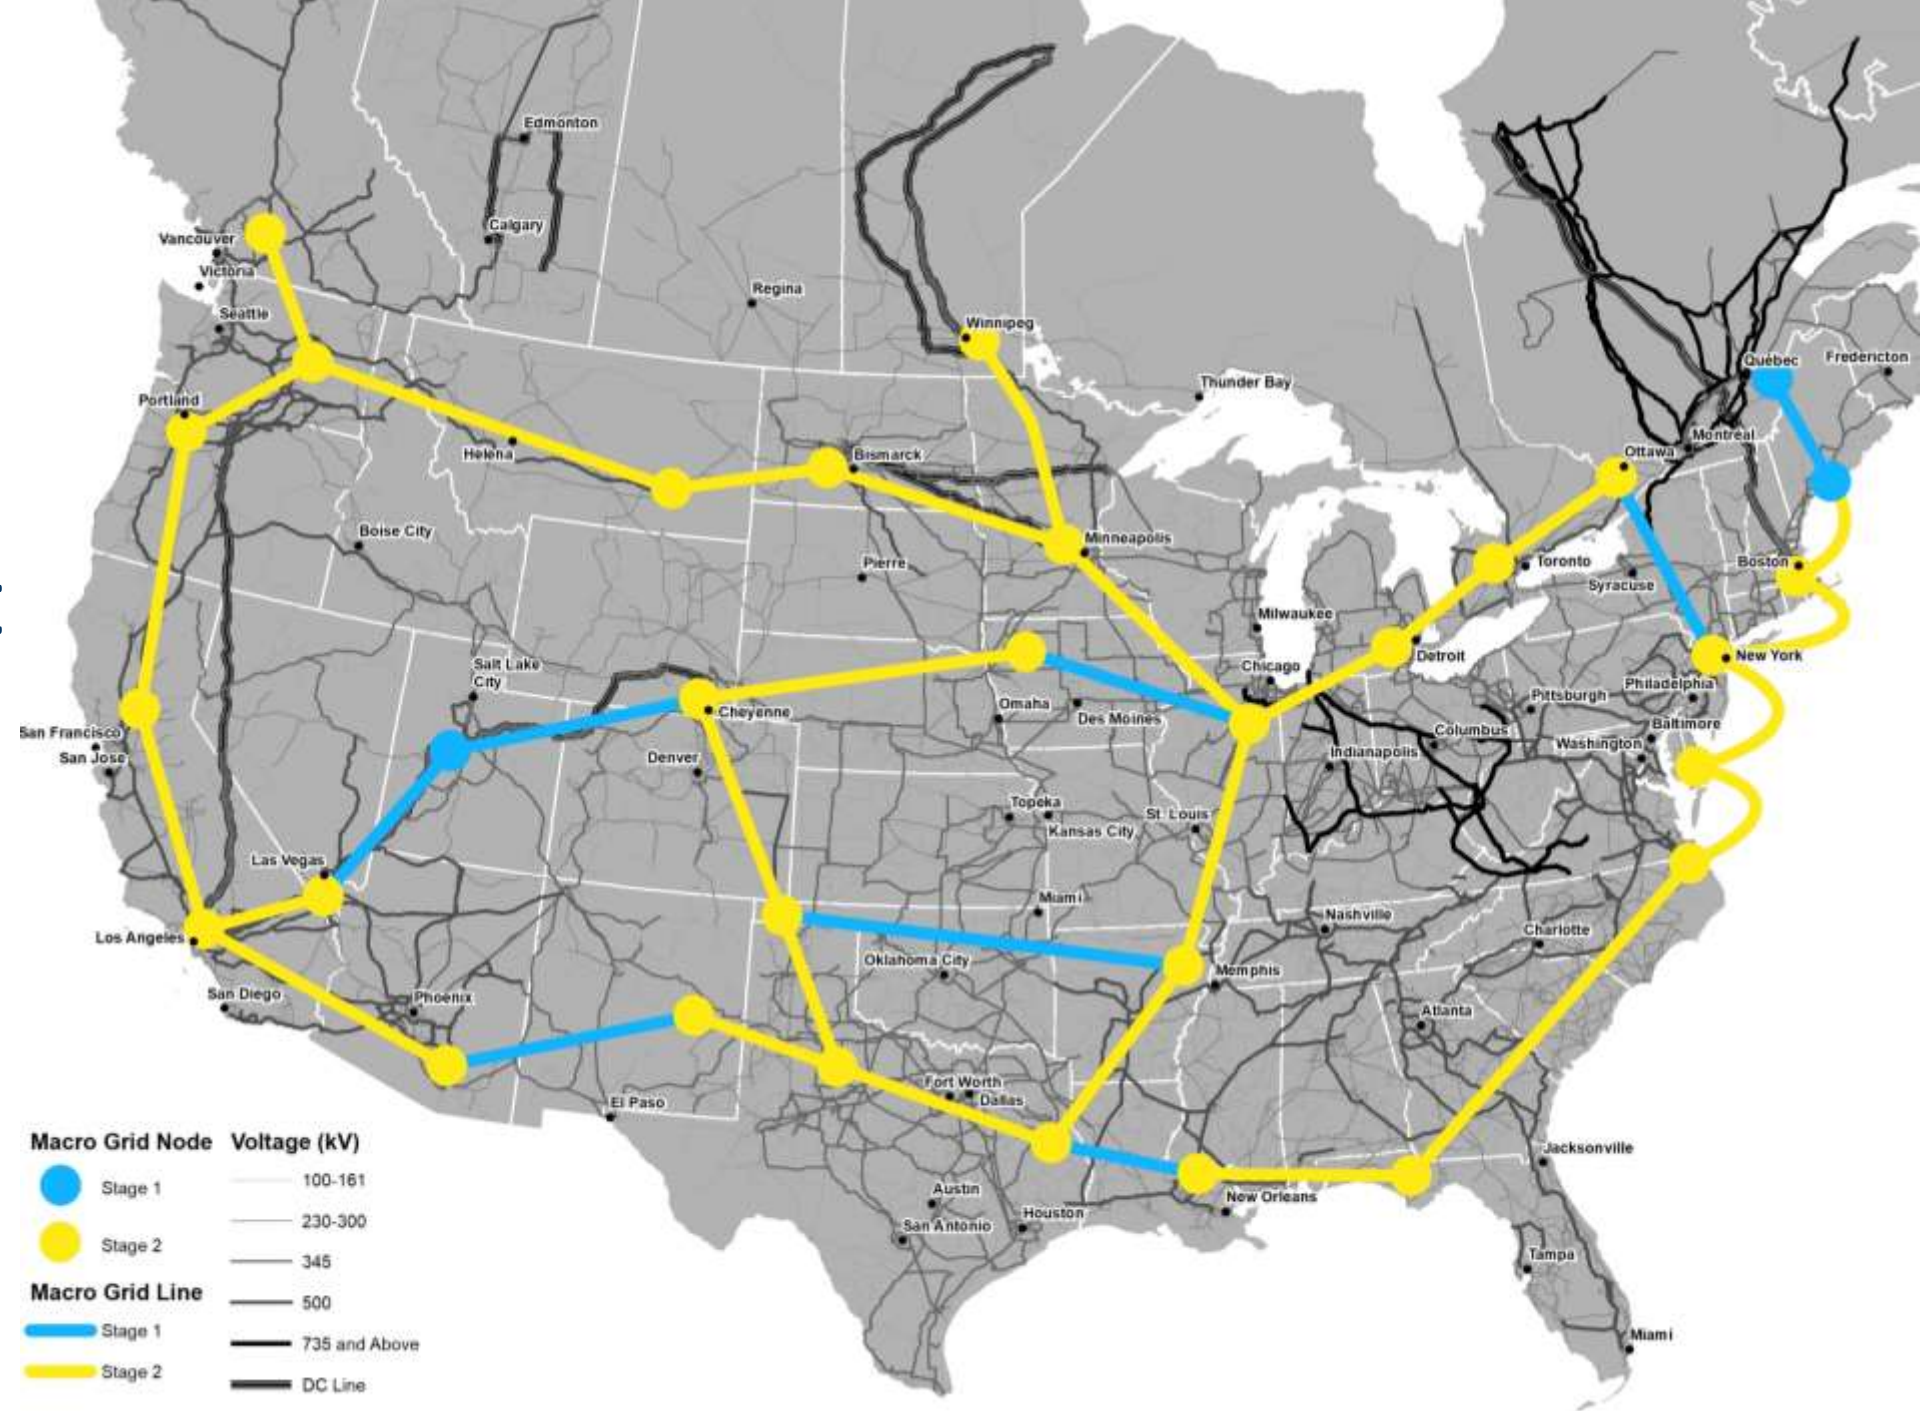 Edmonton
Calgary
Vancouver
Victoria
Regina
Seattle
Winnipeg
Québec
Fredericton
Thunder Bay
Portland
Montréal
Helena
Bismarck
Ottawa
Boise City
Minneapolis
Pierre
Toronto
Boston
Syracuse
Milwaukee
Salt Lake
City
Chicago
Detroit
New York
Cheyenne
Omaha
Des Moines
Pittsburgh
Philadelphia
San Francisco
Columbus
Baltimore
San Jose
Denver
Indianapolis
Washington
Topeka
Kansas City
St. Louis
Las Vegas
Miami
Nashville
Los Angeles
Charlotte
Oklahoma City
Memphis
San Diego
Phoenix
Atlanta
Fort Worth
Dallas
El Paso
Jacksonville
Austin
New Orleans
Houston
San Antonio
Tampa
Miami
Macro Grid Node
Stage 1
Stage 2
Macro Grid Line
Stage 1
Stage 2
Voltage (kV)
100-161
230-300
345
500
735 and Above
DC Line